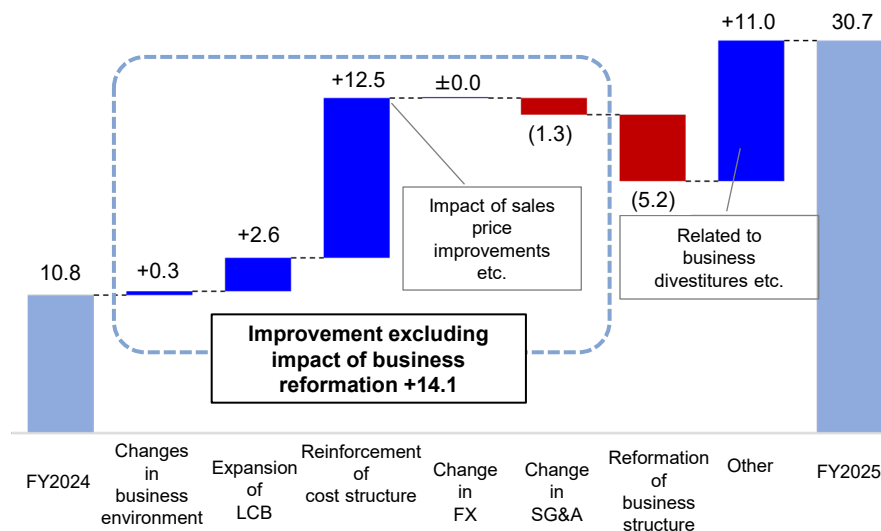 +11.0
30.7
+12.5
±0.0
(1.3)
(5.2)
Impact of sales
price
improvements
etc.
+2.6
Related to
business
divestitures etc.
10.8
+0.3
Improvement excluding
impact of business
reformation +14.1
FY2024
Changes
in
business
environment
Expansion
of
LCB
Reinforcement
of
cost structure
Change
in
FX
Change
in
SG&A
Reformation
of
business
structure
Other
FY2025